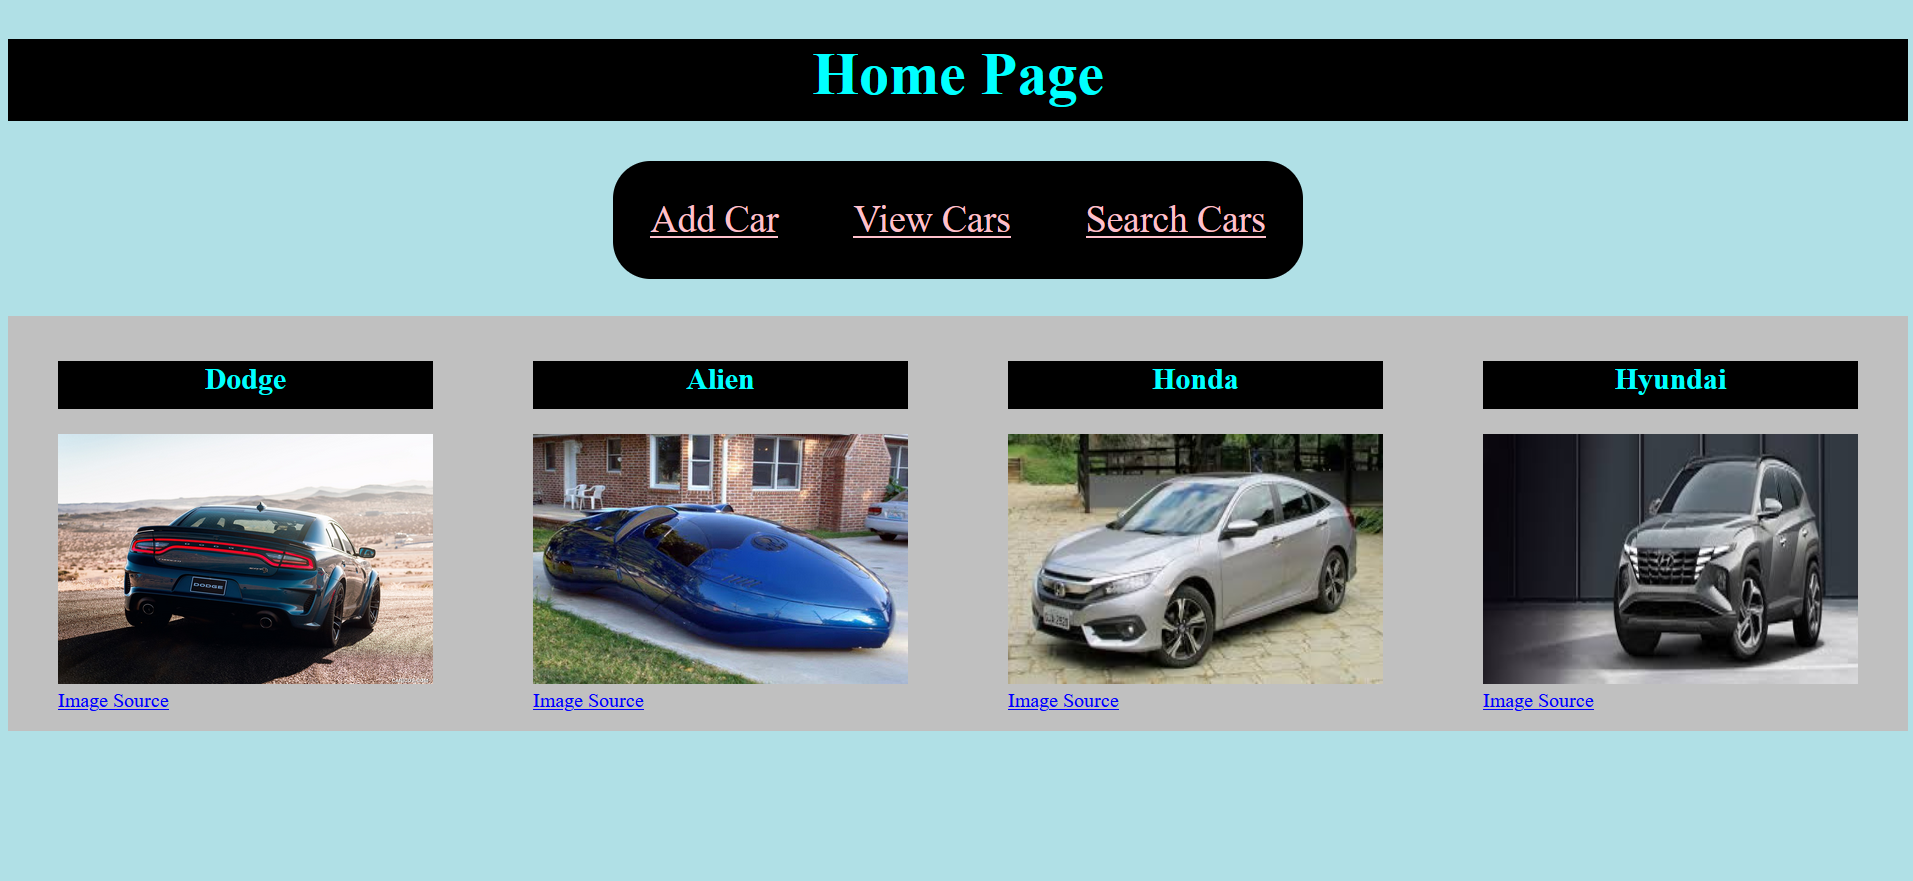 Home Page
Add Car View Cars Search Cars
Dodge Alien Honda Hyundai
DODGE
Image Source Image Source Image Source Image Source